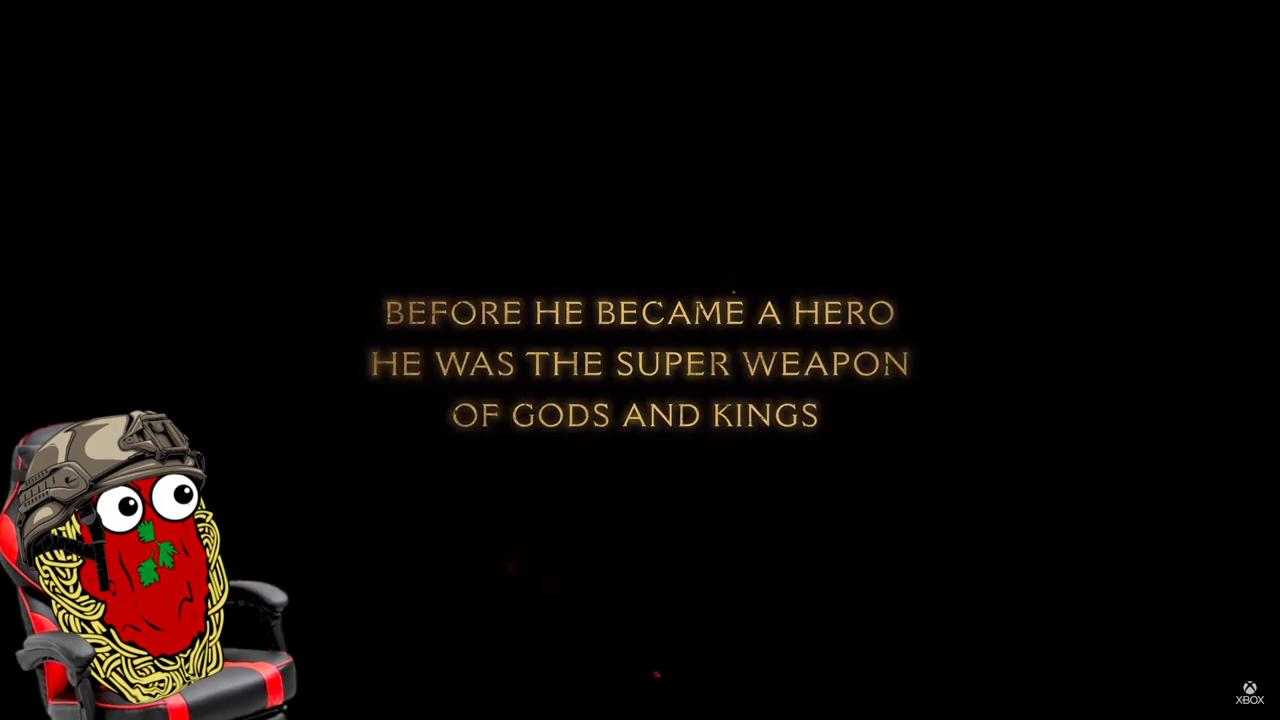 BEFORE HE BECAME A HERO
HE WAS THE SUPER WEAPON
OF GODS AND KINGS
XBOX